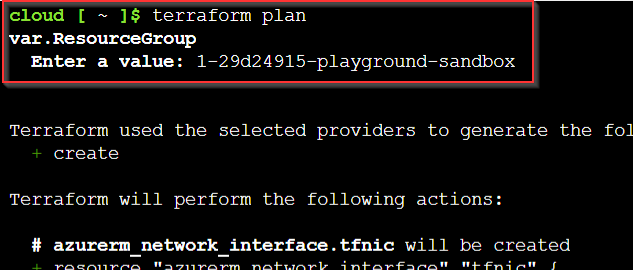 cloud [ ~ ]$ terraform plan
var.ResourceGroup
Enter a value: 1-29d24915-playground-sandbox
Terraform used the selected providers to generate the fol
+ create
Terraform will perform the following actions:
# azurerm_network_interface.tfnic will be created
+ resource "azurerm_network_interface" "tfnic" {